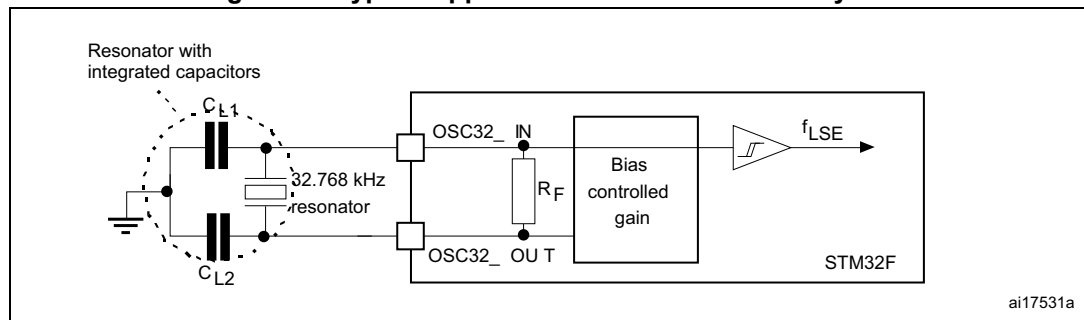 Resonator with
integrated capacitors
CL1
OSC32_ IN
fLSE
32.768 kHz
resonator
RF
Bias
controlled
gain
OSC32_ OU T
CL2
STM32F
ai17531a